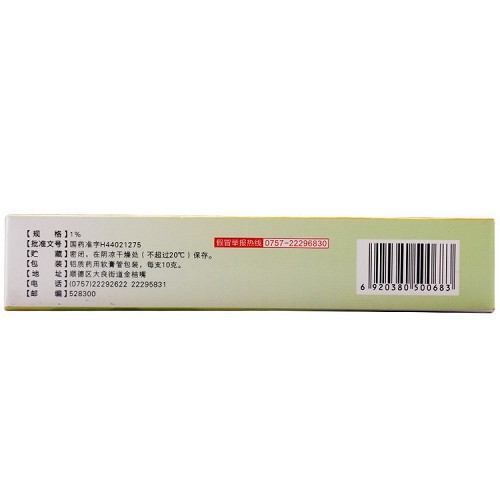 【规　　格】1%
【批准文号】国药准字H44021275
【贮　　藏】密闭，在阴凉干燥处（不超过20℃）保存。
【包　　装】铝质药用软膏管包装，每支10克。
【地　　址】顺德区大良街道金桔嘴
【电　　话】(0757)22292622 22295831
【邮　　编】528300
假冒举报热线 0757-22296830
6 920380 500683